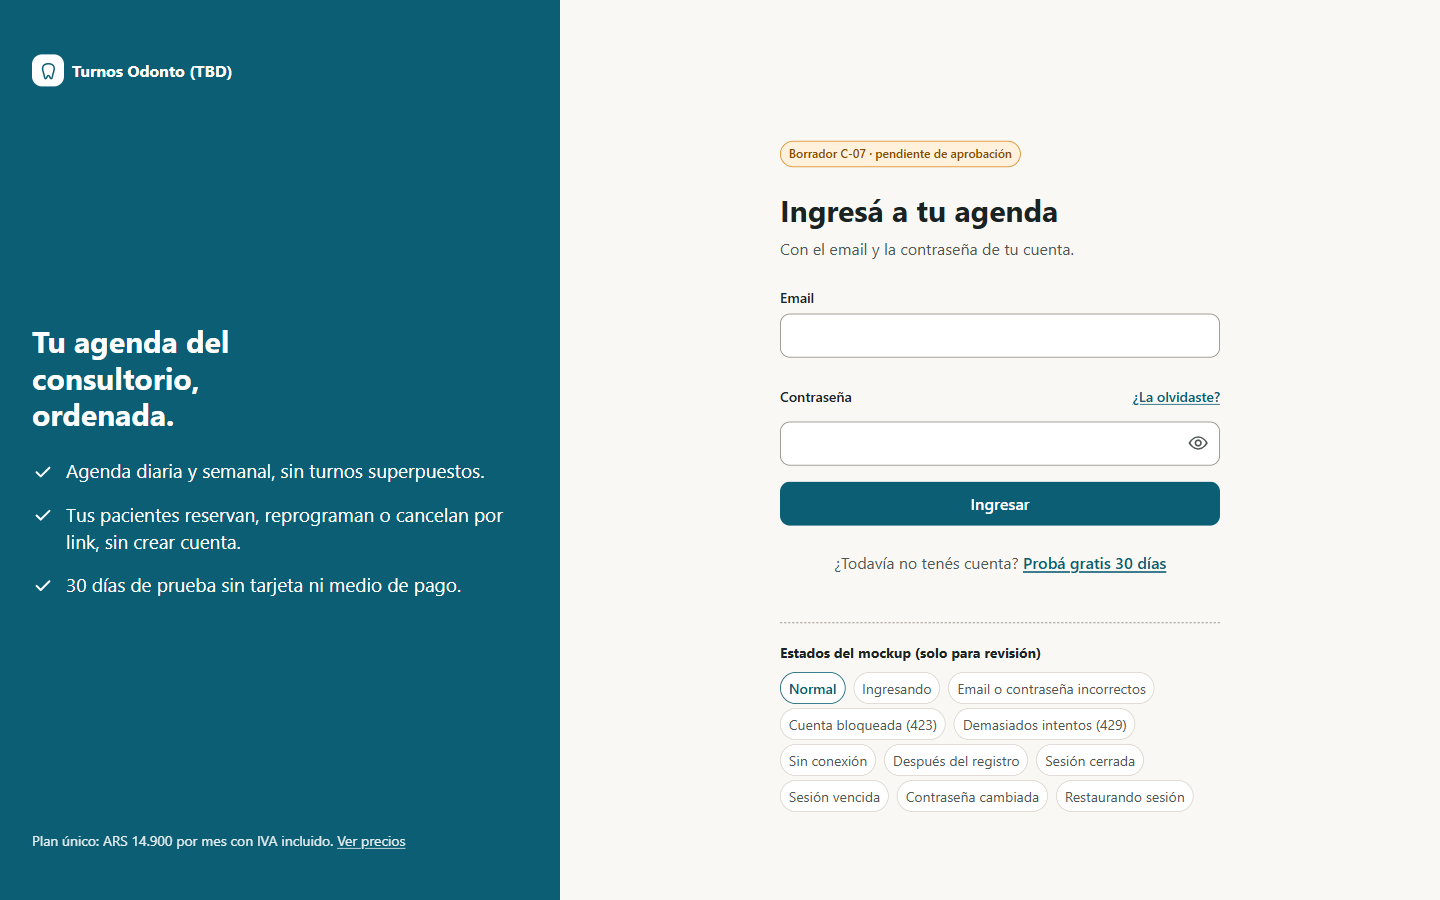 Turnos Odonto (TBD)
Tu agenda del
consultorio,
ordenada.
Agenda diaria y semanal, sin turnos superpuestos.
Tus pacientes reservan, reprograman o cancelan por
link, sin crear cuenta.
30 días de prueba sin tarjeta ni medio de pago.
Plan único: ARS 14.900 por mes con IVA incluido. Ver precios
Borrador C-07 · pendiente de aprobación
Ingresá a tu agenda
Con el email y la contraseña de tu cuenta.
Email
Contraseña ¿La olvidaste?
Ingresar
¿Todavía no tenés cuenta? Probá gratis 30 días
Estados del mockup (solo para revisión)
Normal Ingresando Email o contraseña incorrectos
Cuenta bloqueada (423) Demasiados intentos (429)
Sin conexión Después del registro Sesión cerrada
Sesión vencida Contraseña cambiada Restaurando sesión